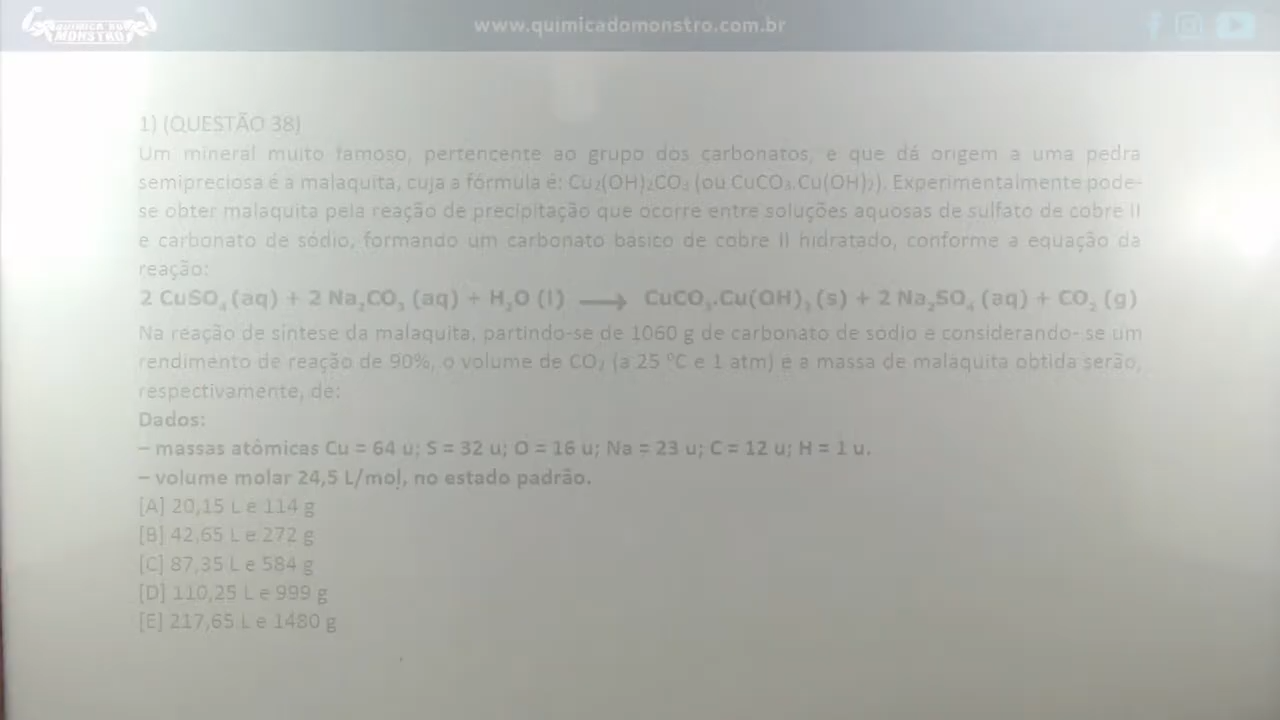 QUÍMICA DO
MONSTRO
www.quimicadomonstro.com.br
1) (QUESTÃO 38)
Um mineral muito famoso, pertencente ao grupo dos carbonatos, e que dá origem a uma pedra
semipreciosa é a malaquita, cuja a fórmula é: Cu₂(OH)₂CO₃ (ou CuCO₃.Cu(OH)₂). Experimentalmente pode-
se obter malaquita pela reação de precipitação que ocorre entre soluções aquosas de sulfato de cobre II
e carbonato de sódio, formando um carbonato básico de cobre II hidratado, conforme a equação da
reação:
2 CuSO₄ (aq) + 2 Na₂CO₃ (aq) + H₂O (l) ⟶ CuCO₃.Cu(OH)₂ (s) + 2 Na₂SO₄ (aq) + CO₂ (g)
Na reação de síntese da malaquita, partindo-se de 1060 g de carbonato de sódio e considerando- se um
rendimento de reação de 90%, o volume de CO₂ (a 25 ºC e 1 atm) e a massa de malaquita obtida serão,
respectivamente, de:
Dados:
– massas atômicas Cu = 64 u; S = 32 u; O = 16 u; Na = 23 u; C = 12 u; H = 1 u.
– volume molar 24,5 L/mol, no estado padrão.
[A] 20,15 L e 114 g
[B] 42,65 L e 272 g
[C] 87,35 L e 584 g
[D] 110,25 L e 999 g
[E] 217,65 L e 1480 g